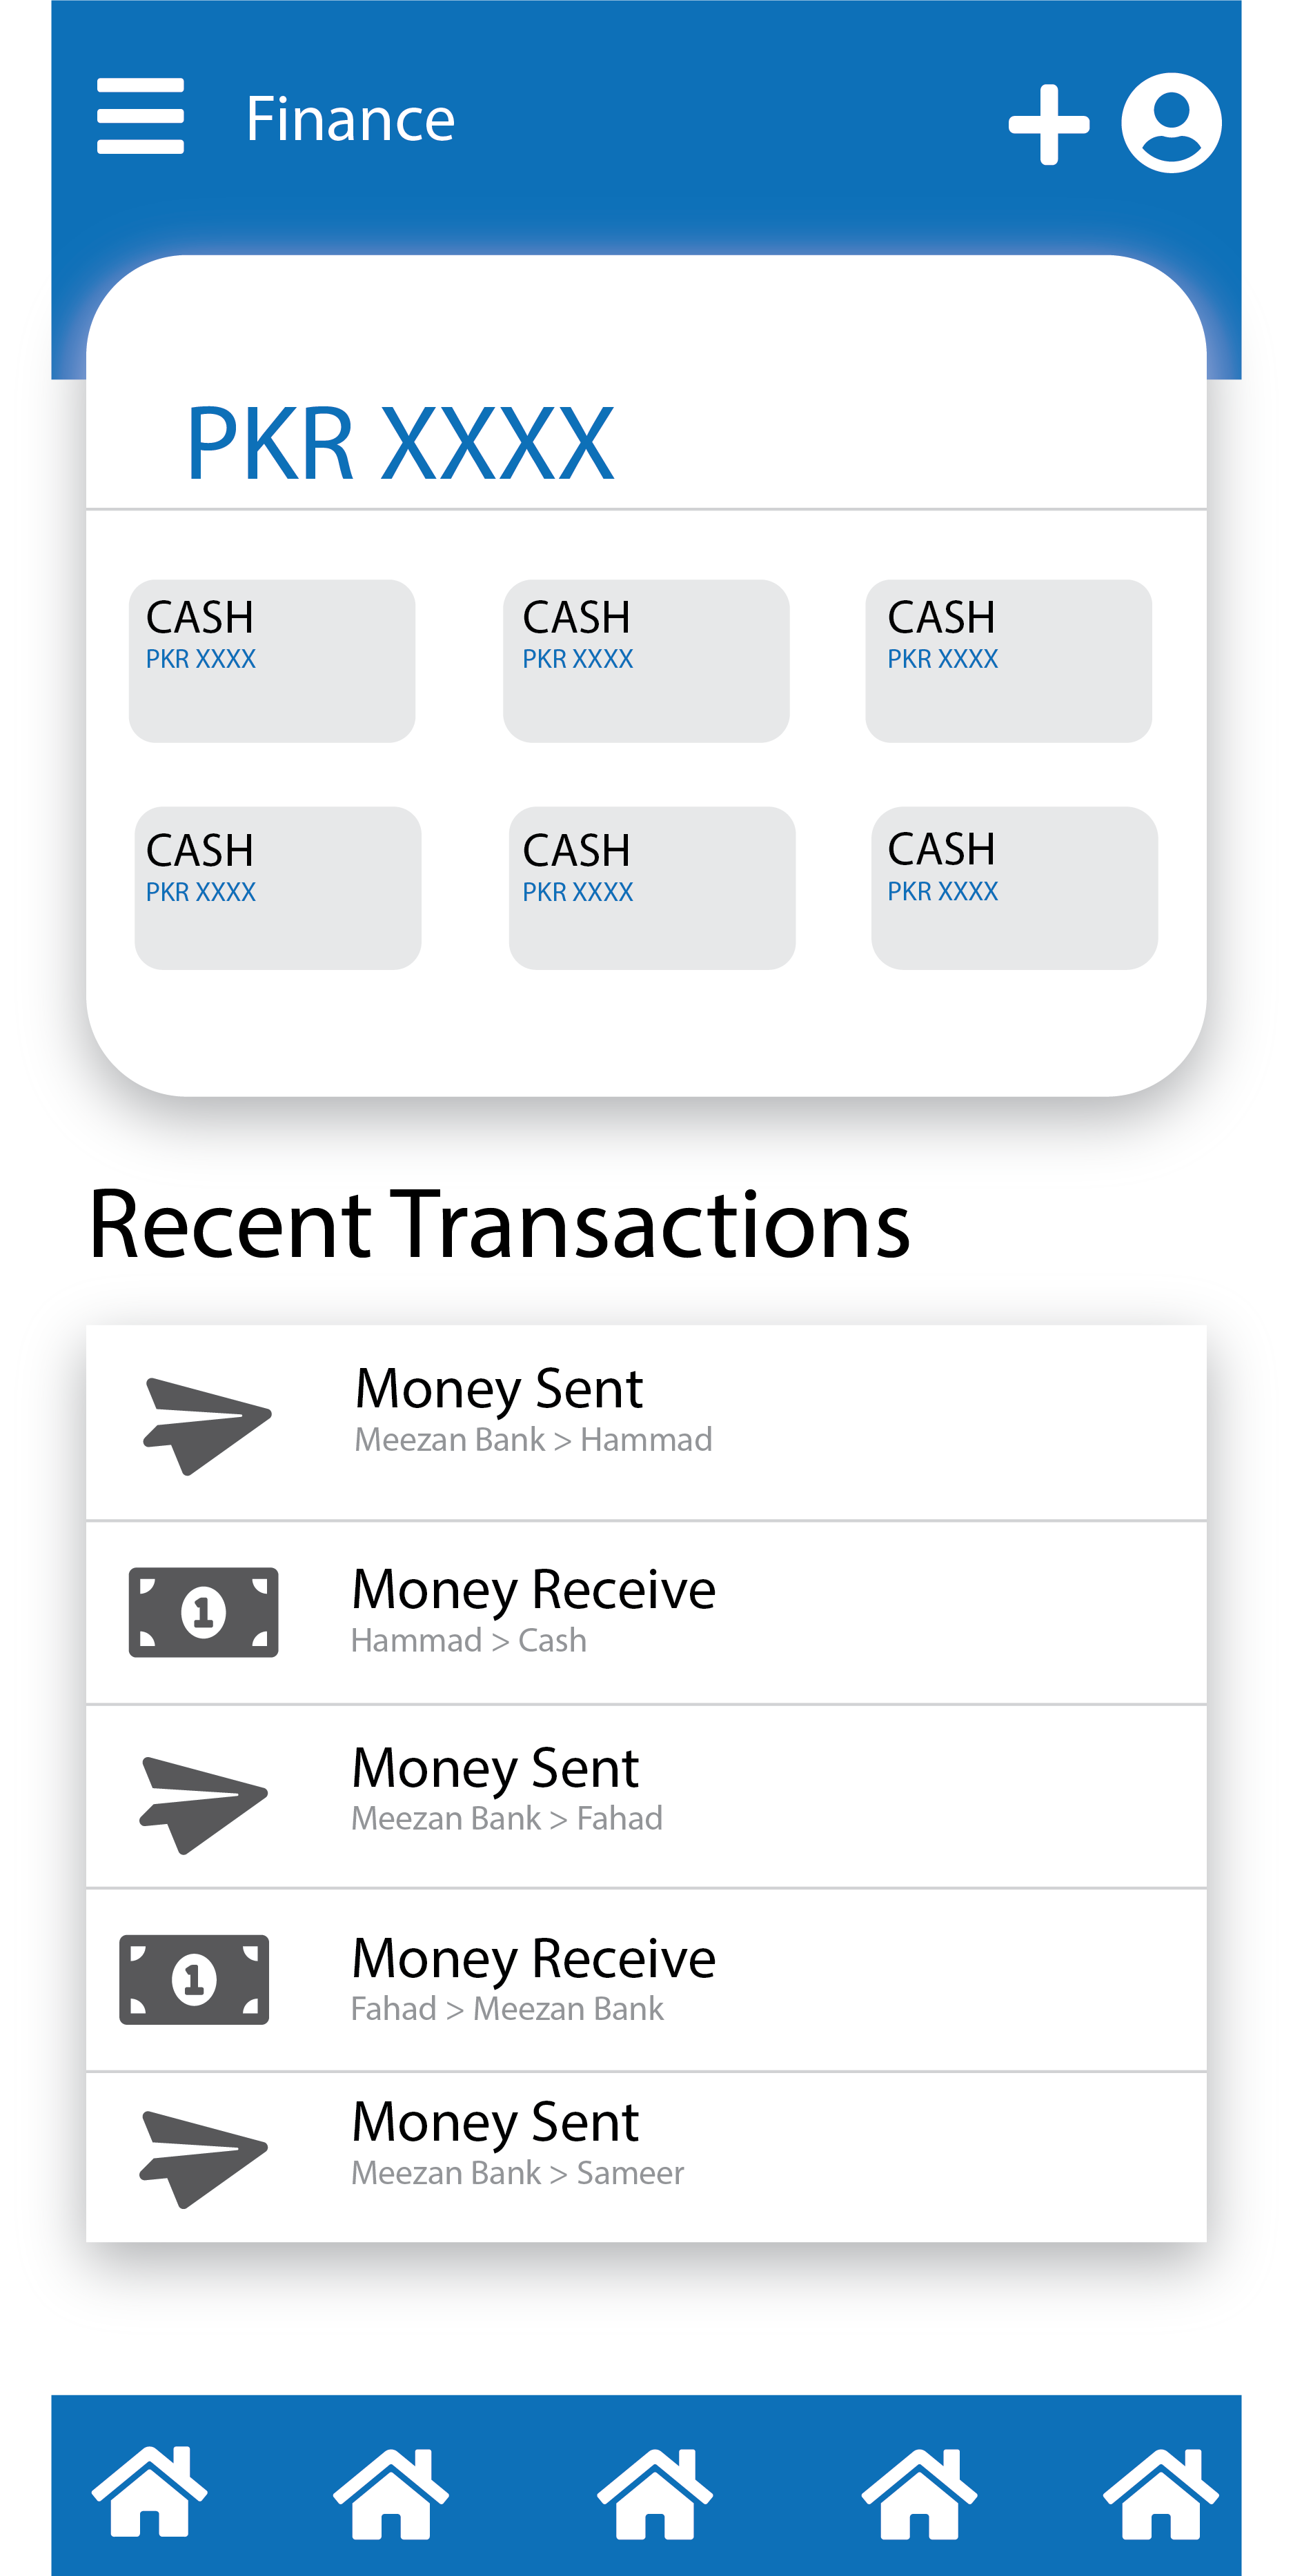 Finance
PKR XXXX
CASH
PKR XXXX
CASH
PKR XXXX
CASH
PKR XXXX
CASH
PKR XXXX
CASH
PKR XXXX
CASH
PKR XXXX
Recent Transactions
Money Sent
Meezan Bank > Hammad
1
Money Receive
Hammad > Cash
Money Sent
Meezan Bank > Fahad
1
Money Receive
Fahad > Meezan Bank
Money Sent
Meezan Bank > Sameer